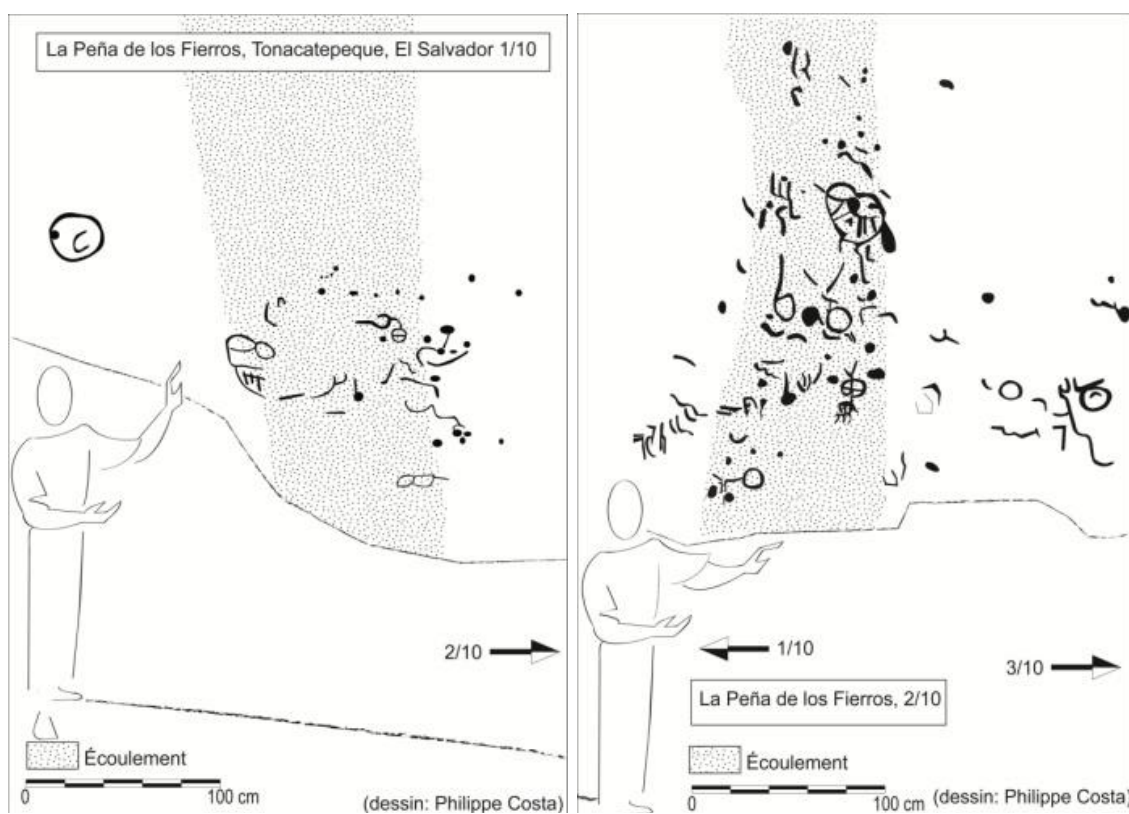 La Peña de los Fierros, Tonacatepeque, El Salvador 1/10
2/10
Écoulement
0 100 cm
(dessin: Philippe Costa)
1/10
3/10
La Peña de los Fierros, 2/10
Écoulement
0 100 cm
(dessin: Philippe Costa)